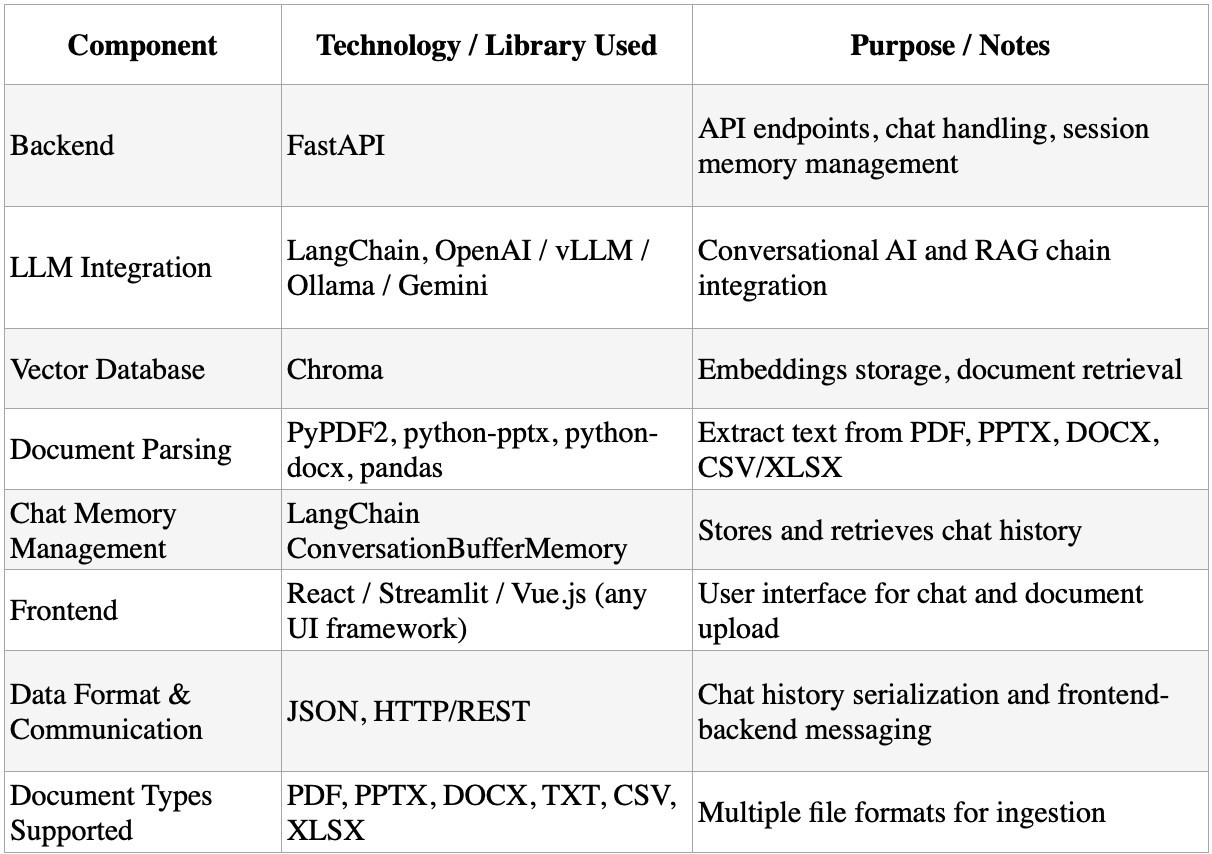 Component
Technology / Library Used
Purpose / Notes
Backend
FastAPI
API endpoints, chat handling, session
memory management
LLM Integration
LangChain, OpenAI / vLLM /
Ollama / Gemini
Conversational AI and RAG chain
integration
Vector Database
Chroma
Embeddings storage, document retrieval
Document Parsing
PyPDF2, python-pptx, python-
docx, pandas
Extract text from PDF, PPTX, DOCX,
CSV/XLSX
Chat Memory
Management
LangChain
ConversationBufferMemory
Stores and retrieves chat history
Frontend
React / Streamlit / Vue.js (any
UI framework)
User interface for chat and document
upload
Data Format &
Communication
JSON, HTTP/REST
Chat history serialization and frontend-
backend messaging
Document Types
Supported
PDF, PPTX, DOCX, TXT, CSV,
XLSX
Multiple file formats for ingestion